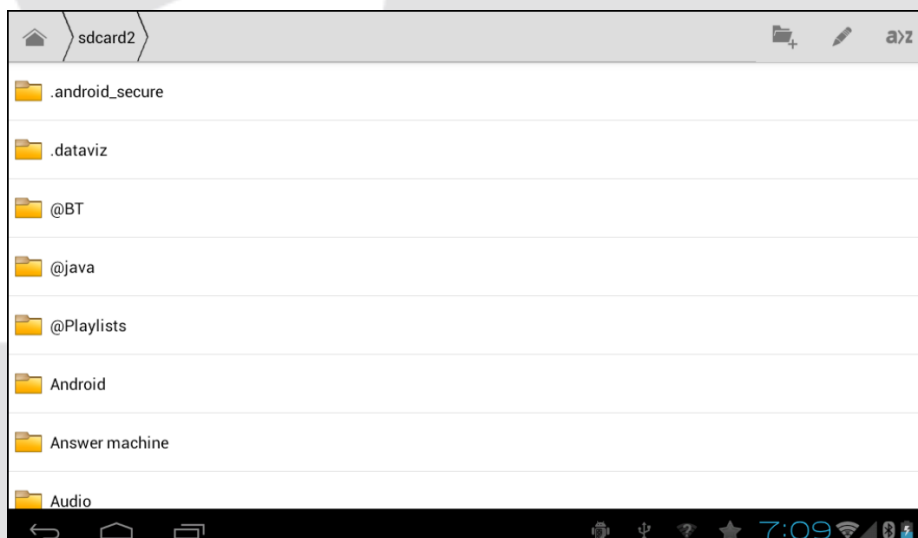 sdcard2
a>z
.android_secure
.dataviz
@BT
@java
@Playlists
Android
Answer machine
Audio
7:09